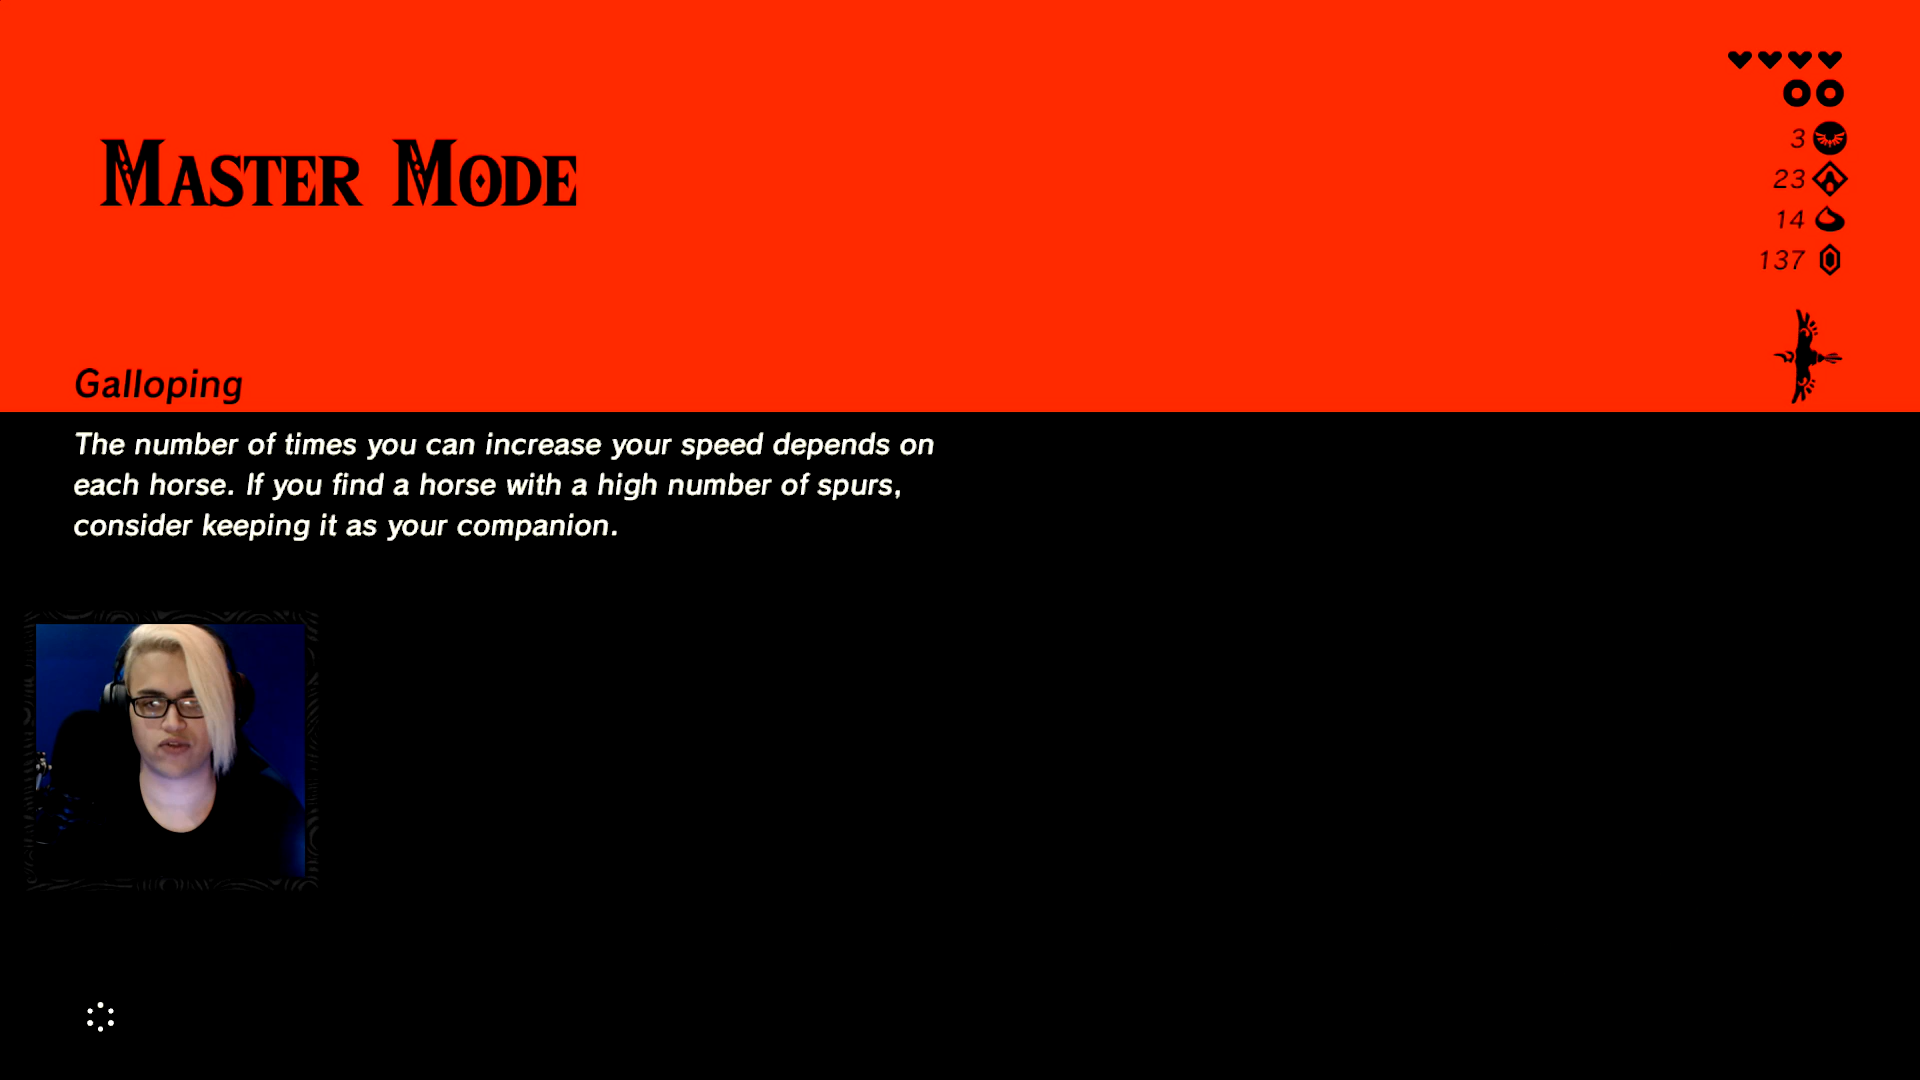 Master Mode
3
23
14
137
Galloping
The number of times you can increase your speed depends on
each horse. If you find a horse with a high number of spurs,
consider keeping it as your companion.